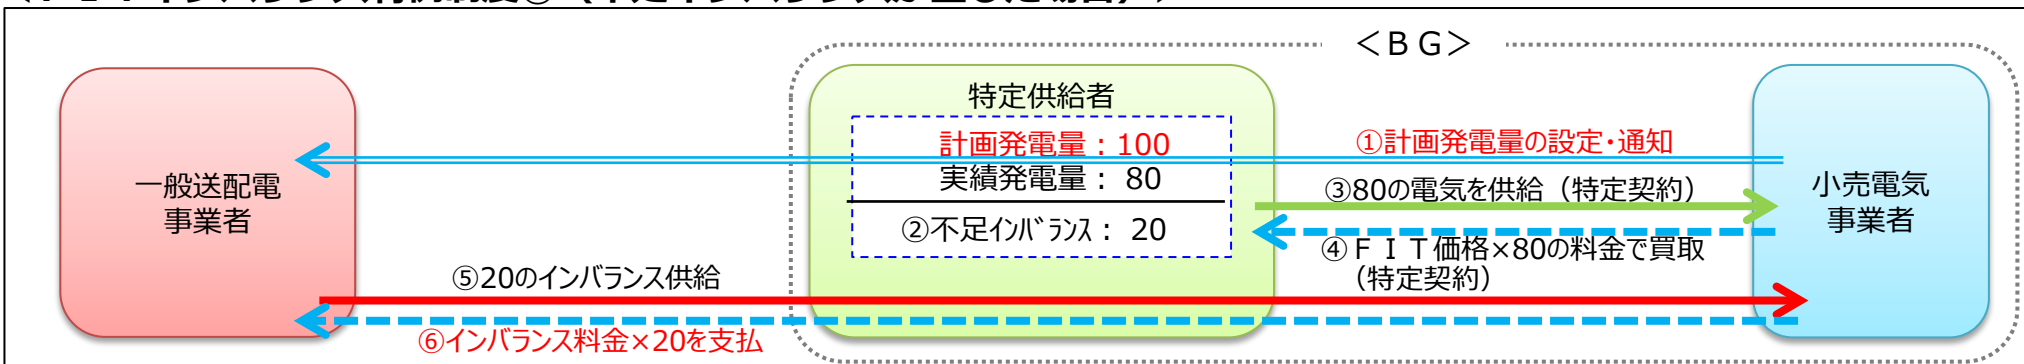 ＜ＢＧ＞
特定供給者
計画発電量：100
実績発電量： 80
②不足ｲﾝﾊﾞﾗﾝｽ： 20
一般送配電
事業者
①計画発電量の設定・通知
③80の電気を供給（特定契約）
④ＦＩＴ価格×80の料金で買取
（特定契約）
小売電気
事業者
⑤20のインバランス供給
⑥インバランス料金×20を支払